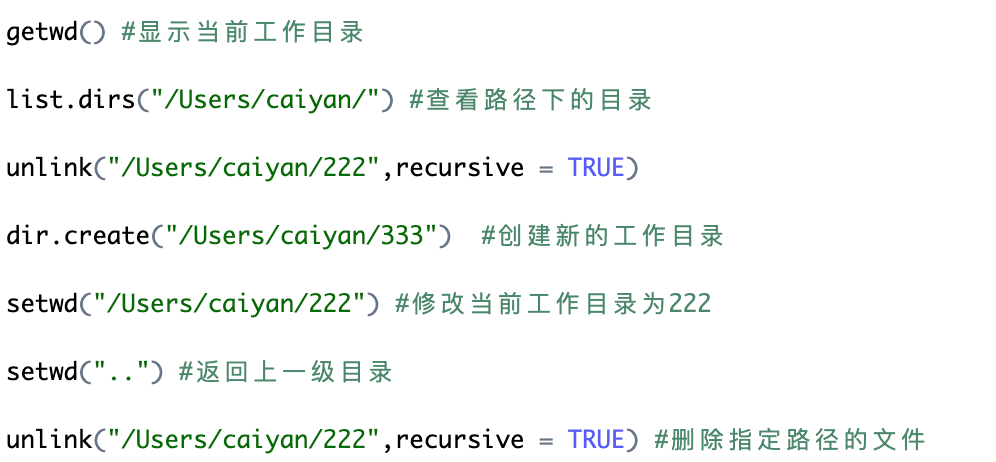 getwd() #显示当前工作目录
list.dirs("/Users/caiyan/") #查看路径下的目录
unlink("/Users/caiyan/222",recursive = TRUE)
dir.create("/Users/caiyan/333")  #创建新的工作目录
setwd("/Users/caiyan/222") #修改当前工作目录为222
setwd("..") #返回上一级目录
unlink("/Users/caiyan/222",recursive = TRUE) #删除指定路径的文件